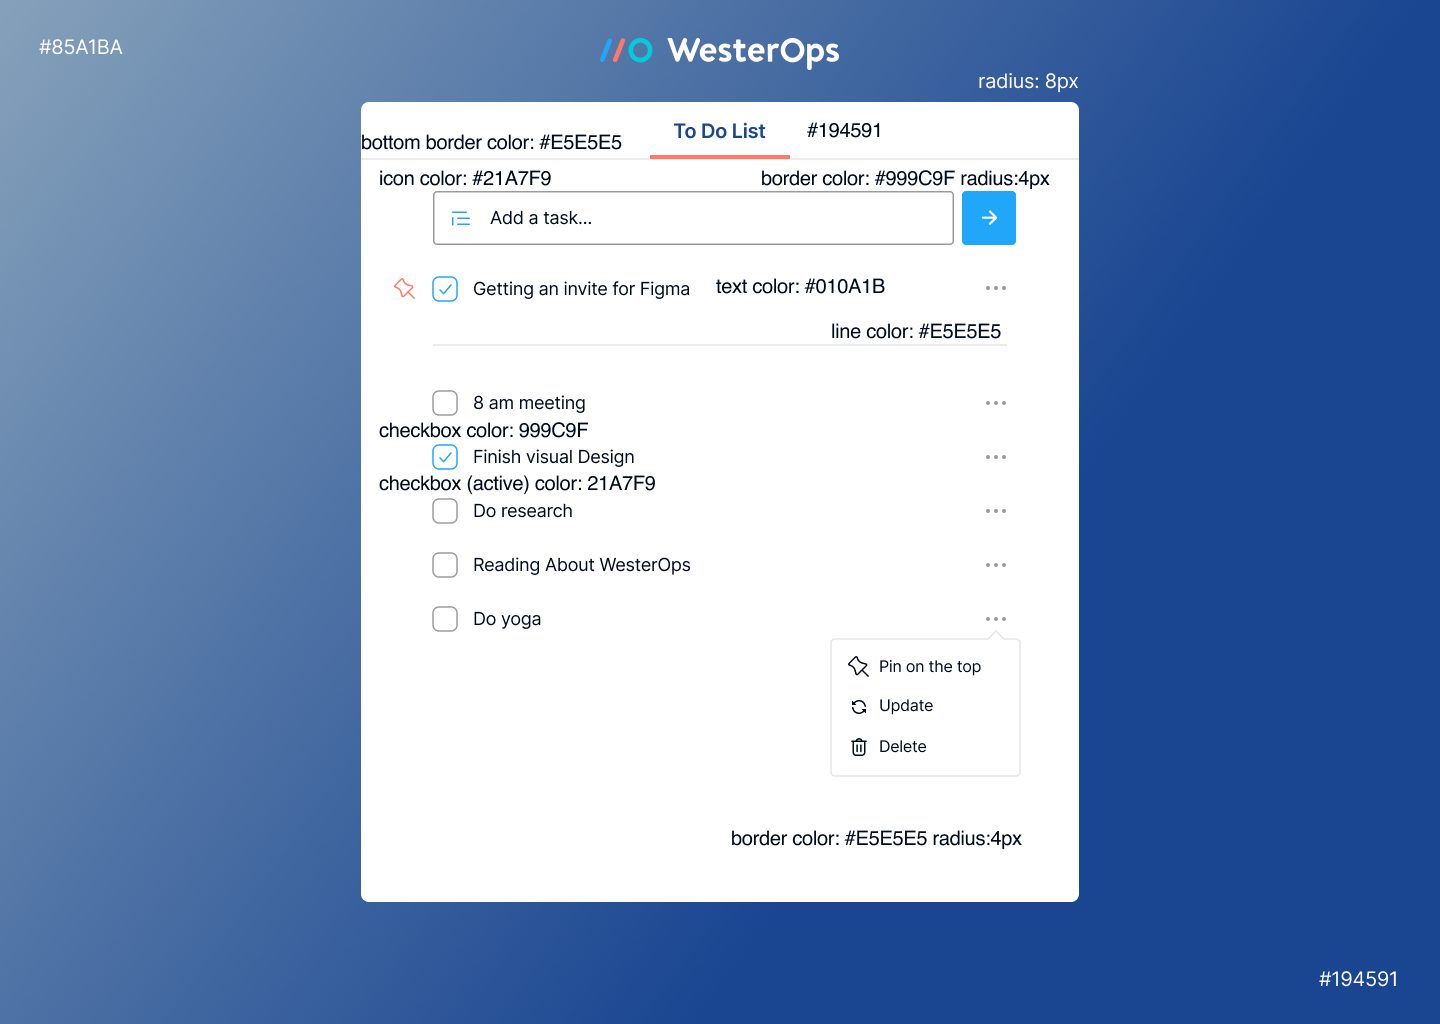 #85A1BA
WesterOps
radius: 8px
To Do List
#194591
bottom border color: #E5E5E5
icon color: #21A7F9
border color: #999C9F radius:4px
Add a task...
Getting an invite for Figma
text color: #010A1B
line color: #E5E5E5
8 am meeting
checkbox color: 999C9F
Finish visual Design
checkbox (active) color: 21A7F9
Do research
Reading About WesterOps
Do yoga
Pin on the top
Update
Delete
border color: #E5E5E5 radius:4px
#194591